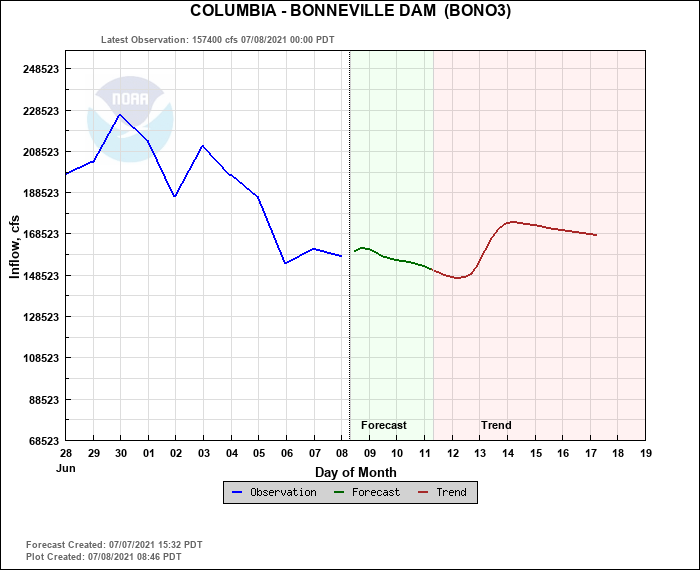 COLUMBIA - BONNEVILLE DAM (BONO3)
Latest Observation: 157400 cfs 07/08/2021 00:00 PDT
248523
228523
208523
188523
168523
148523
128523
108523
88523
68523
Inflow, cfs
NOAA
Forecast
Trend
28 29 30 01 02 03 04 05 06 07 08 09 10 11 12 13 14 15 16 17 18 19
Jun
Day of Month
Observation Forecast Trend
Forecast Created: 07/07/2021 15:32 PDT
Plot Created: 07/08/2021 08:46 PDT